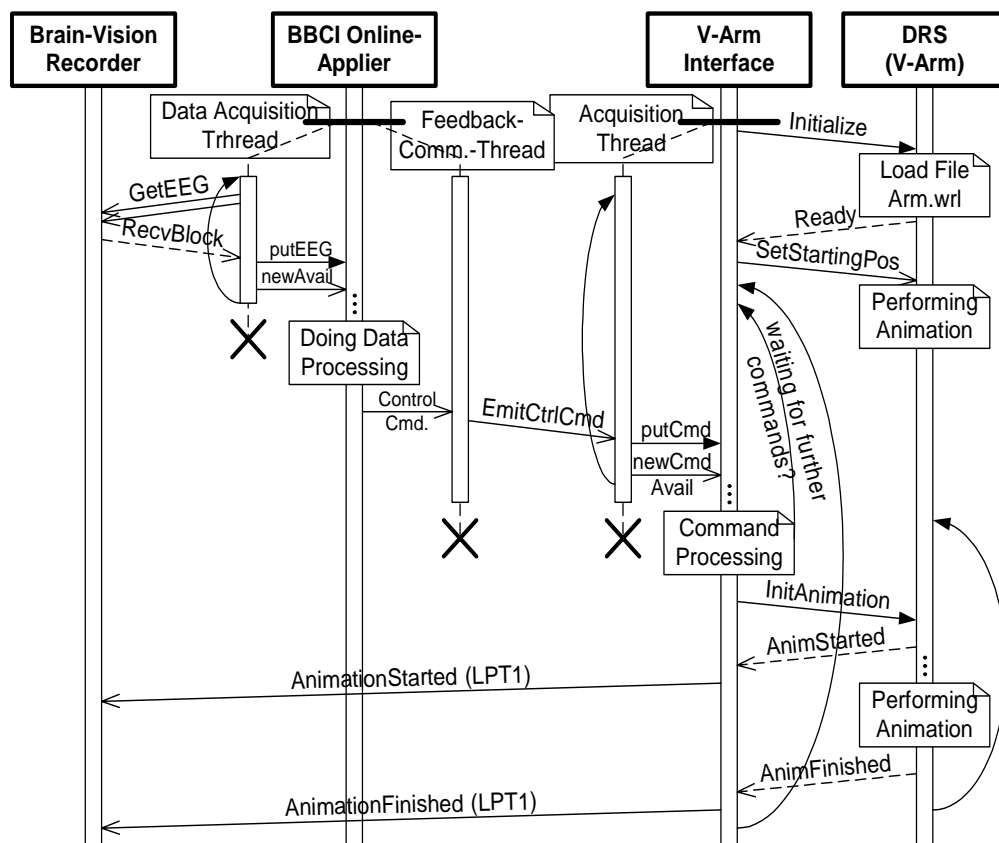 Brain-Vision
Recorder
BBCI Online-
Applier
V-Arm
Interface
DRS
(V-Arm)
Data Acquisition
Trhread
Feedback-
Comm.-Thread
Acquisition
Thread
Initialize
Load File
Arm.wrl
GetEEG
RecvBlock
Ready
putEEG
newAvail
SetStartingPos
Performing
Animation
Doing Data
Processing
waiting for further
commands?
Control
Cmd.
EmitCtrlCmd
putCmd
newCmd
Avail
Command
Processing
InitAnimation
AnimStarted
AnimationStarted (LPT1)
Performing
Animation
AnimFinished
AnimationFinished (LPT1)